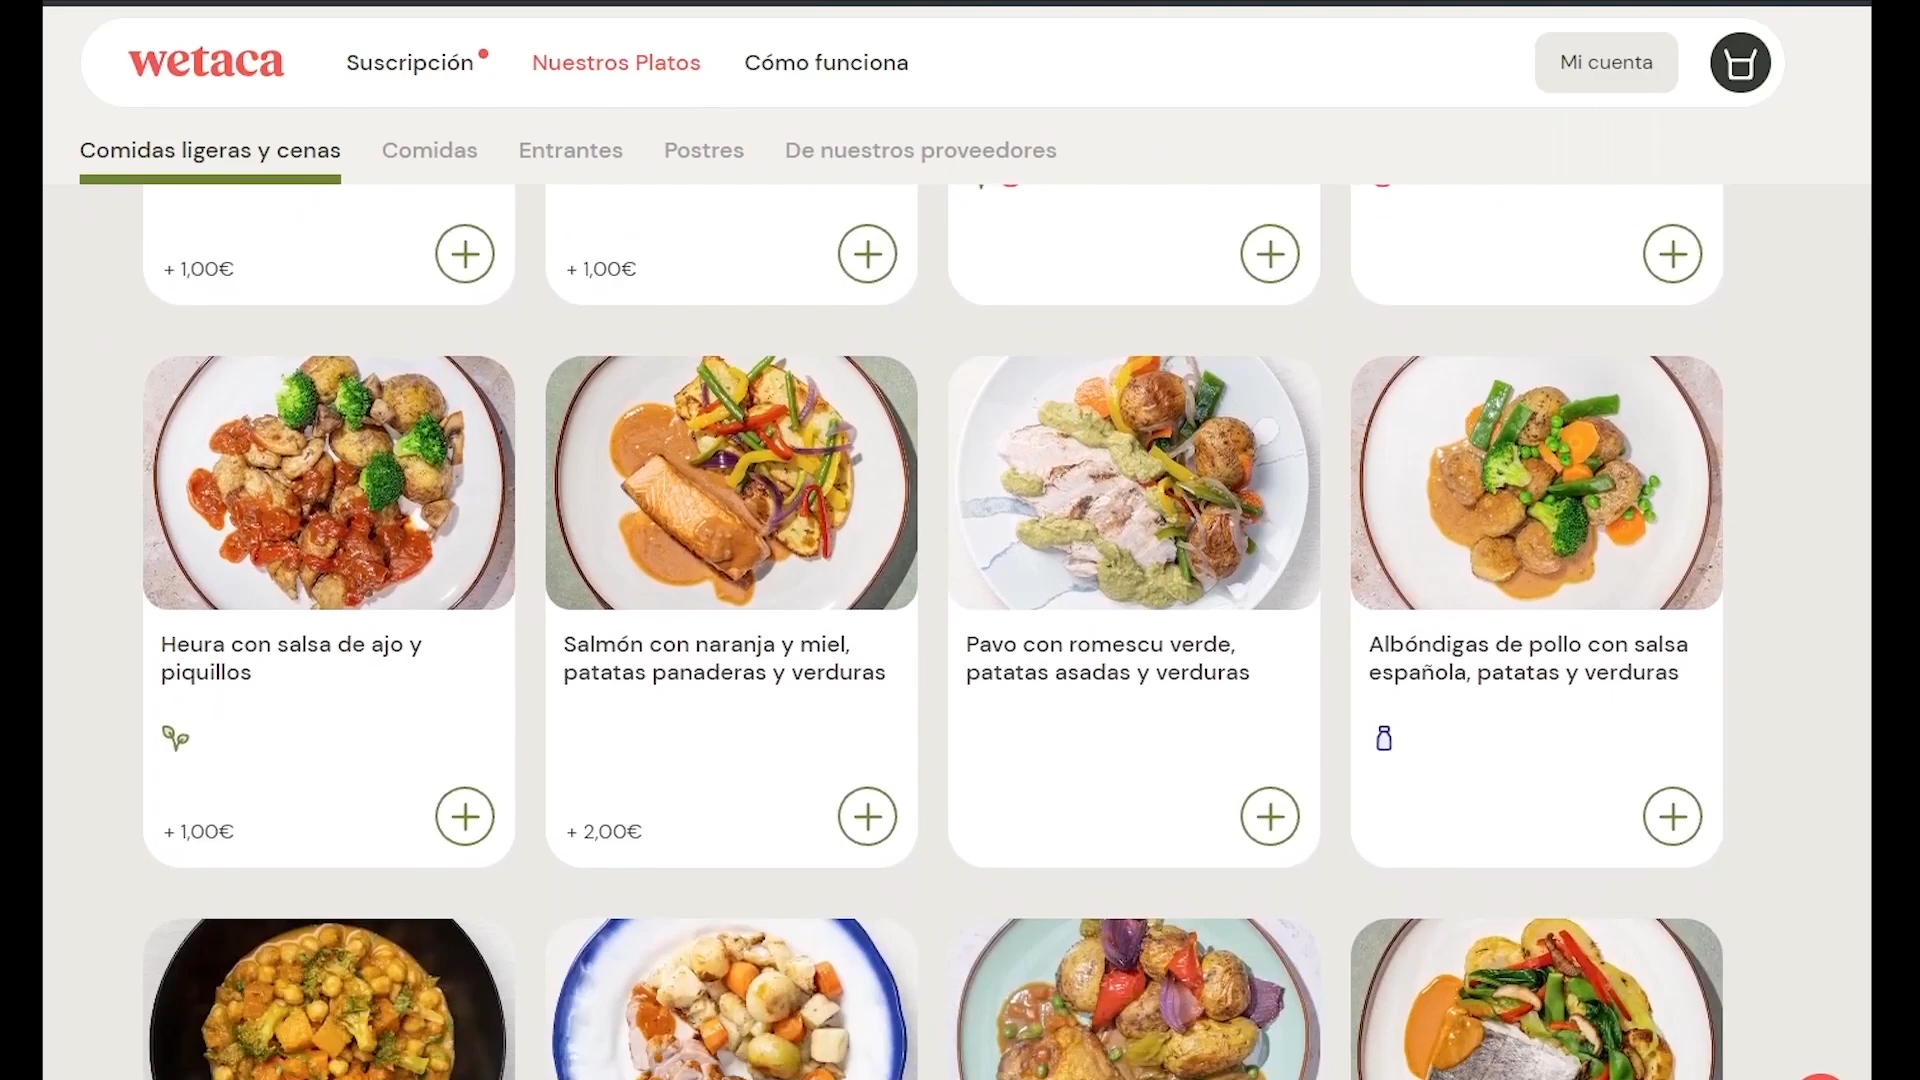 wetaca
Suscripción
Nuestros Platos
Cómo funciona
Mi cuenta
Comidas ligeras y cenas
Comidas
Entrantes
Postres
De nuestros proveedores
+ 1,00€
+ 1,00€
Heura con salsa de ajo y
piquillos
+ 1,00€
Salmón con naranja y miel,
patatas panaderas y verduras
+ 2,00€
Pavo con romescu verde,
patatas asadas y verduras
Albóndigas de pollo con salsa
española, patatas y verduras